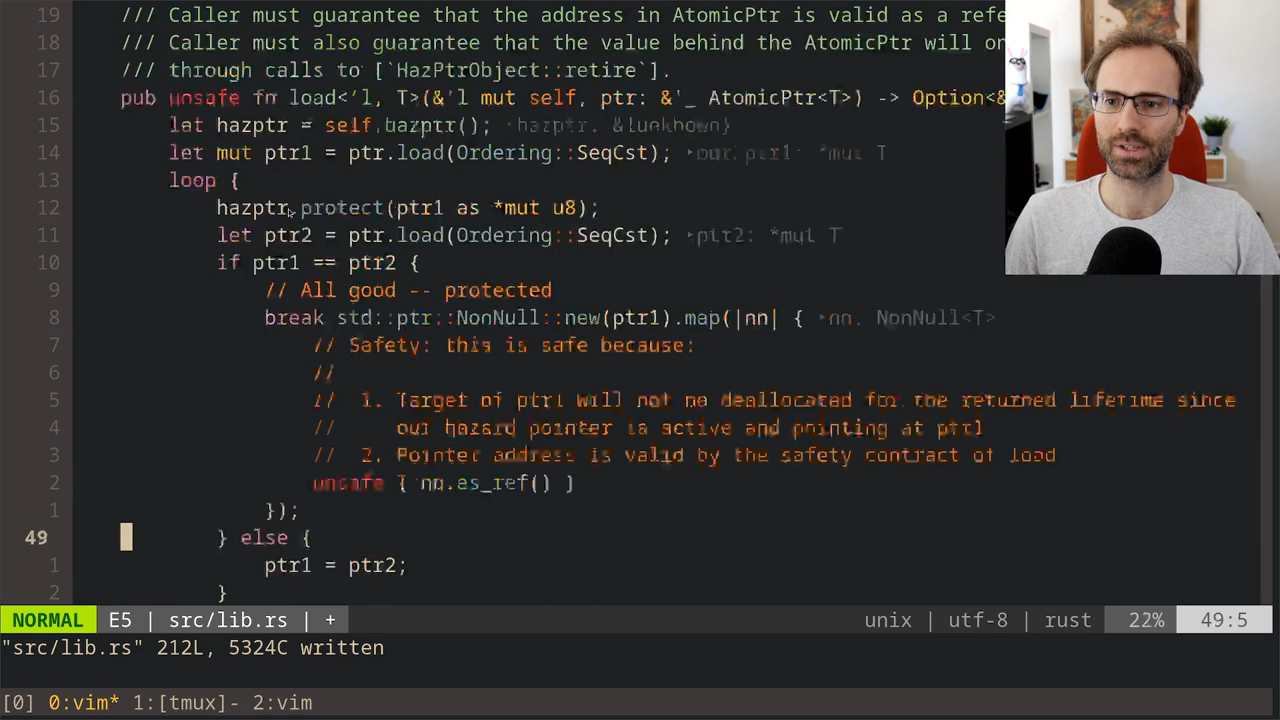 19 /// Caller must guarantee that the address in AtomicPtr is valid as a refe
18 /// Caller must also guarantee that the value behind the AtomicPtr will on
17 /// through calls to [`HazPtrObject::retire`].
16 pub unsafe fn load<'l, T>(&'l mut self, ptr: &'_ AtomicPtr<T>) -> Option<&
15 let hazptr = self.hazptr(); hazptr: &{unknown}
14 let mut ptr1 = ptr.load(Ordering::SeqCst); ptr1: *mut T
13 loop {
12 hazptr.protect(ptr1 as *mut u8);
11 let ptr2 = ptr.load(Ordering::SeqCst); ‣ptr2: *mut T
10 if ptr1 == ptr2 {
9 // All good -- protected
8 break std::ptr::NonNull::new(ptr1).map(|nn| { ‣nn: NonNull<T>
7 // Safety: this is safe because:
6 //
5 // 1. Target of ptr1 will not be deallocated for the returned lifetime since
4 // our hazard pointer is active and pointing at ptr1
3 // 2. Pointer address is valid by the safety contract of load
2 unsafe { nn.as_ref() }
1 });
49 } else {
1 ptr1 = ptr2;
2 }
NORMAL E5 | src/lib.rs | + unix | utf-8 | rust 22% 49:5
"src/lib.rs" 212L, 5324C written
[0] 0:vim* 1:[tmux]- 2:vim